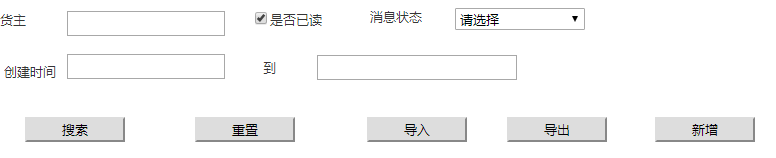 货主 是否已读 消息状态 请选择
创建时间 到
搜索 重置 导入 导出 新增